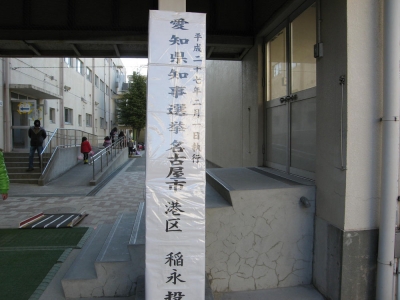 平成二十七年二月一日執行
愛知県知事選挙名古屋市港区 稲永投